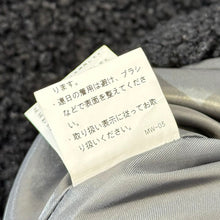 ります。
・連日の着用は避け、ブラシ
などで表面を整えてくださ
い。
・取り扱い表示に従ってお取
り扱いください。
MW-05